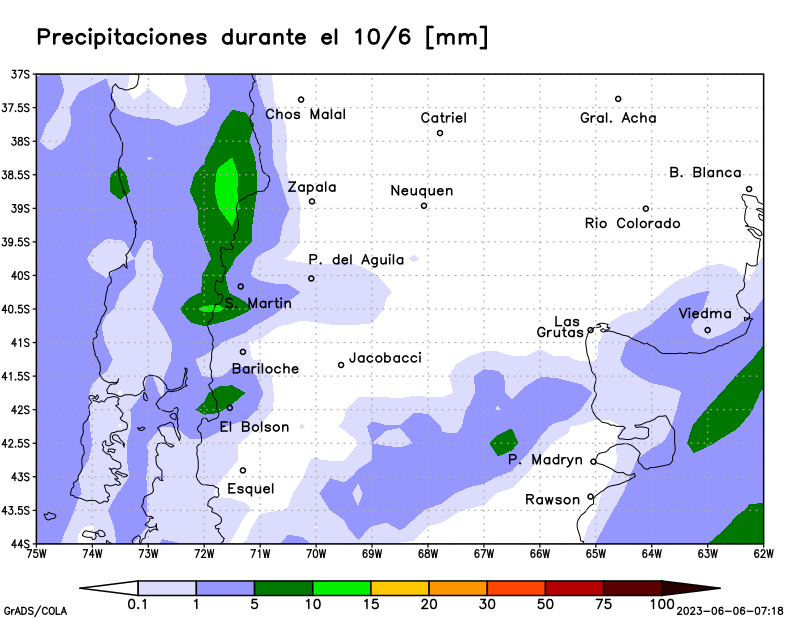 Precipitaciones durante el 10/6 [mm]
37S
37.5S
38S
38.5S
39S
39.5S
40S
40.5S
41S
41.5S
42S
42.5S
43S
43.5S
44S
Chos Malal
Catriel
Gral. Acha
B. Blanca
Zapala
Neuquen
Rio Colorado
P. del Aguila
S. Martin
Viedma
Las
Grutas
Bariloche
Jacobacci
El Bolson
Esquel
P. Madryn
Rawson
75W 74W 73W 72W 71W 70W 69W 68W 67W 66W 65W 64W 63W 62W
0.1 1 5 10 15 20 30 50 75 100
GrADS/COLA
2023-06-06-07:18